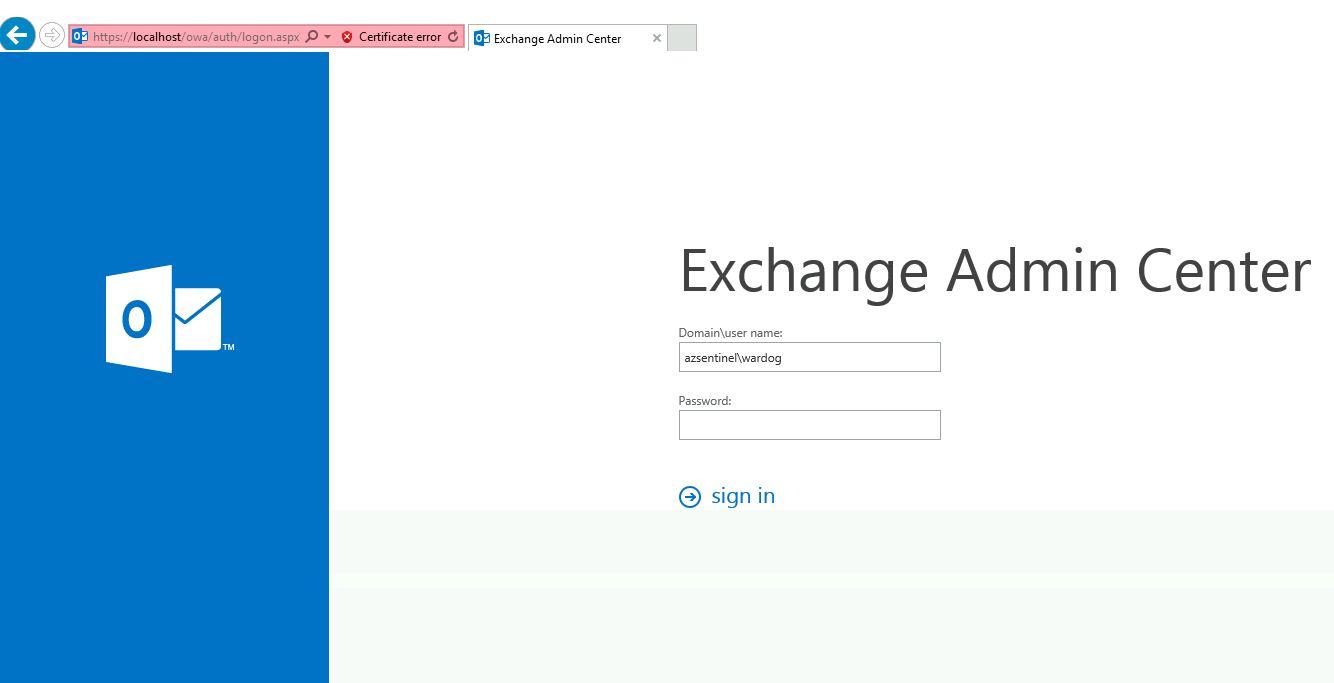 https://localhost/owa/auth/logon.aspx Certificate error Exchange Admin Center
O
TM
Exchange Admin Center
Domain\user name:
azsentinel\wardog
Password:
sign in